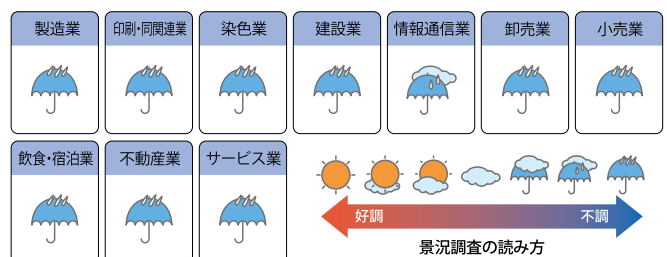 製造業
印刷・同関連業
染色業
建設業
情報通信業
卸売業
小売業
飲食・宿泊業
不動産業
サービス業
好調
不調
景況調査の読み方